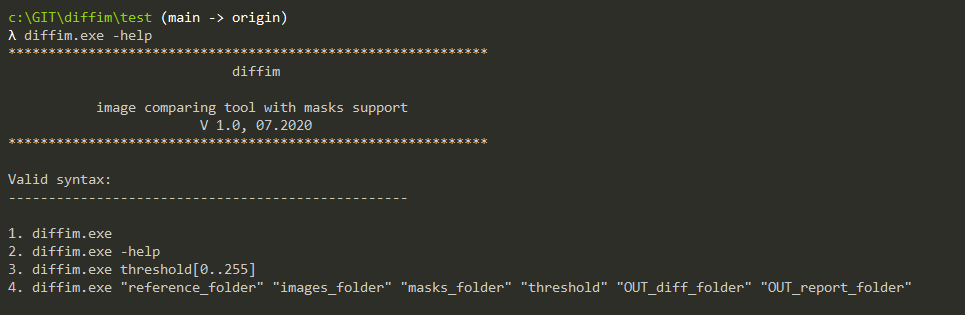 c:\GIT\diffim\test (main -> origin)
λ diffim.exe -help
************************************************************
diffim
image comparing tool with masks support
V 1.0, 07.2020
************************************************************
Valid syntax:
--------------------------------------------------
1. diffim.exe
2. diffim.exe -help
3. diffim.exe threshold[0..255]
4. diffim.exe "reference_folder" "images_folder" "masks_folder" "threshold" "OUT_diff_folder" "OUT_report_folder"